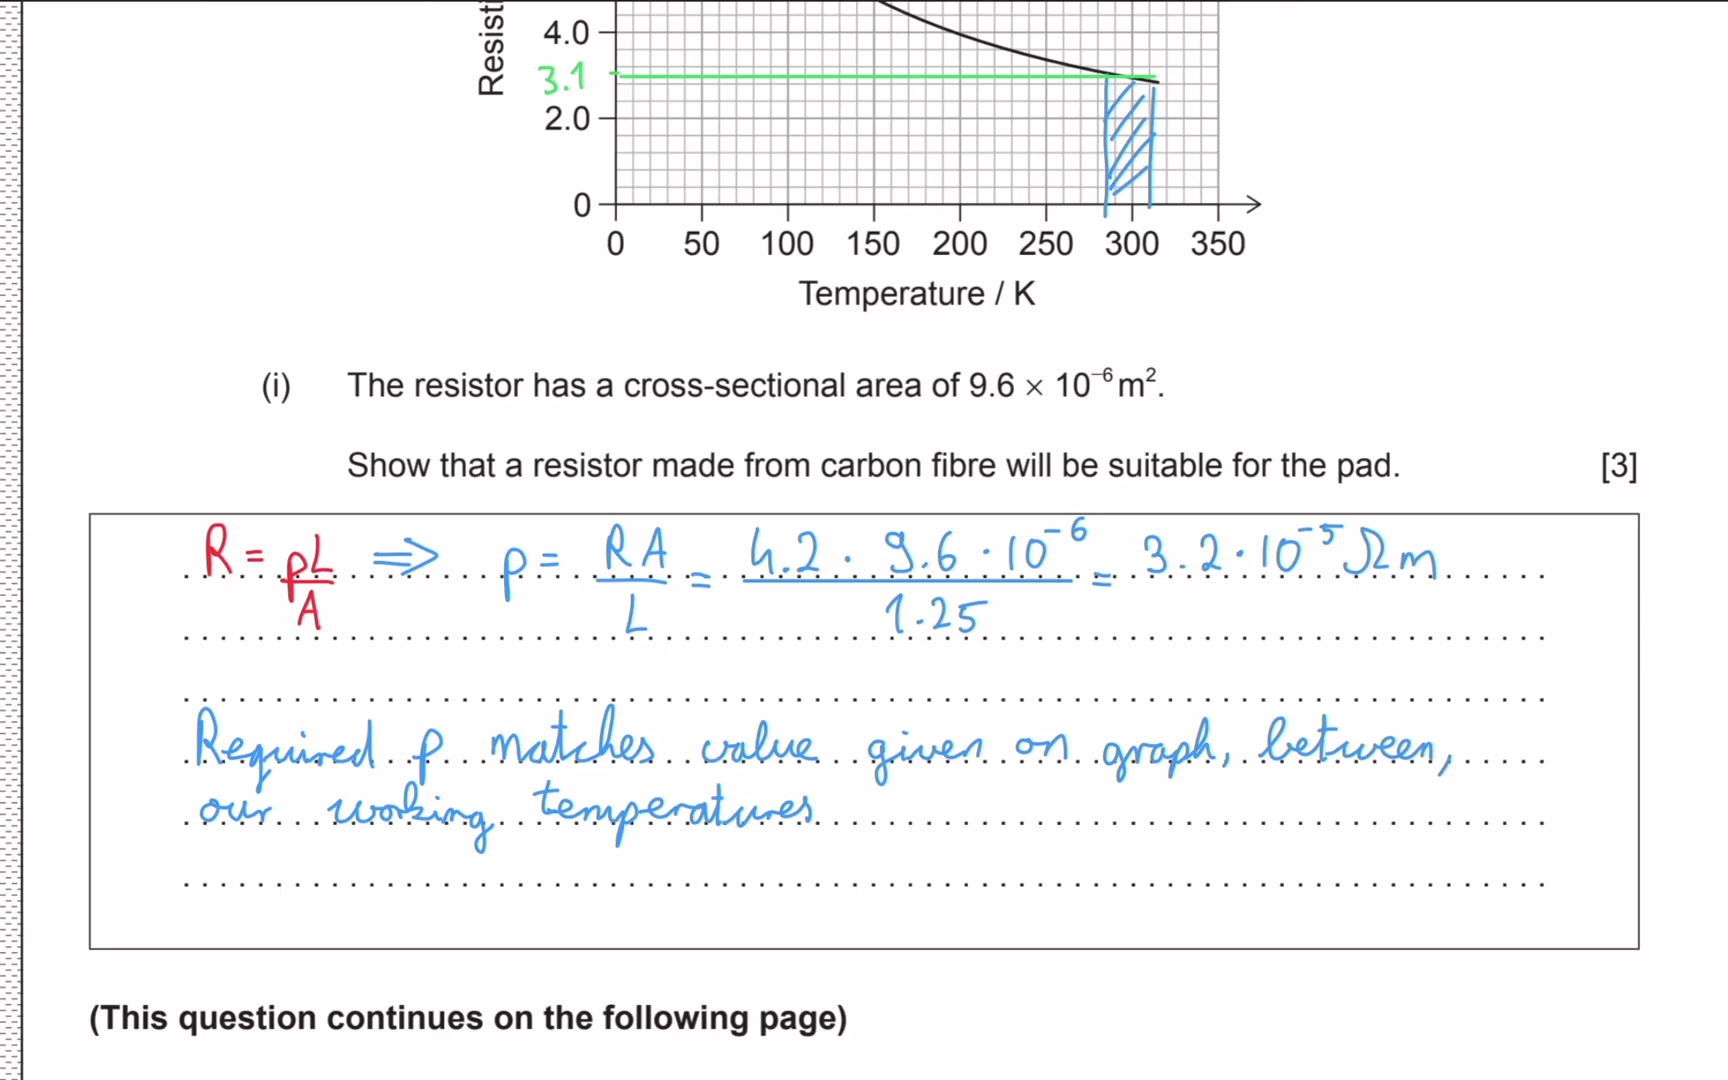 Resisti
4.0
3.1
2.0
0
0 50 100 150 200 250 300 350
Temperature / K
(i) The resistor has a cross-sectional area of 9.6 × 10⁻⁶ m².
Show that a resistor made from carbon fibre will be suitable for the pad. [3]
R = ρL/A ⇒ ρ = RA/L = 4.2 · 9.6 · 10⁻⁶/1.25 = 3.2 · 10⁻⁵ Ωm
Required ρ matches value given on graph, between,
our working temperatures
(This question continues on the following page)